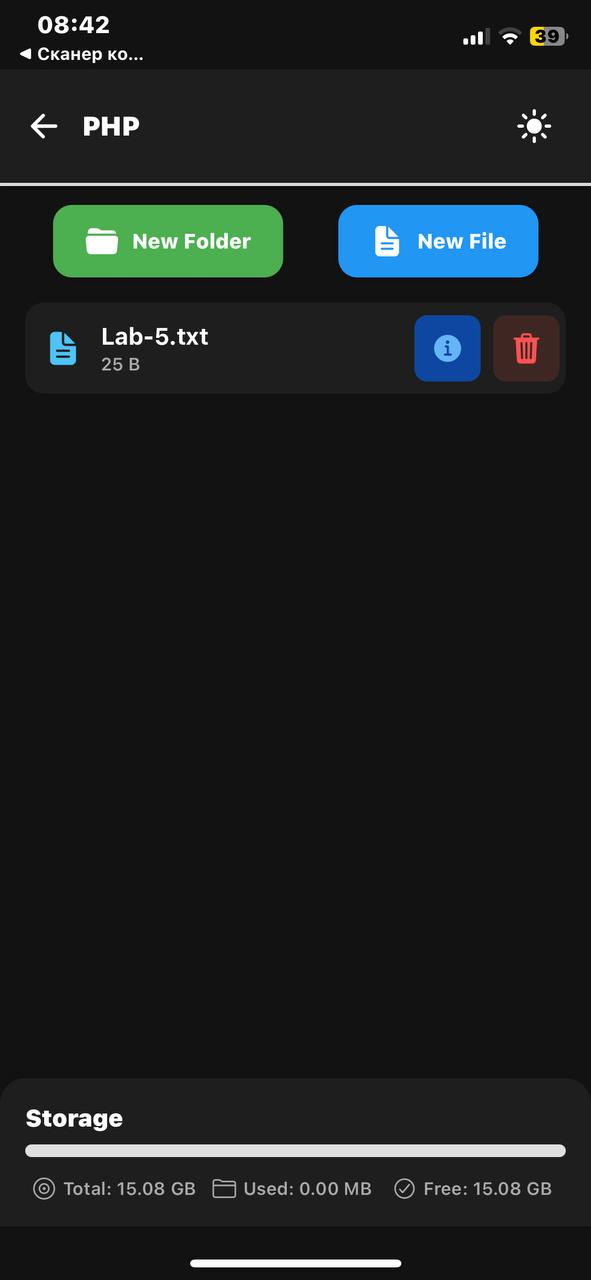 08:42
39
◀ Сканер ко...
PHP
New Folder
New File
Lab-5.txt
25 B
Storage
Total: 15.08 GB
Used: 0.00 MB
Free: 15.08 GB